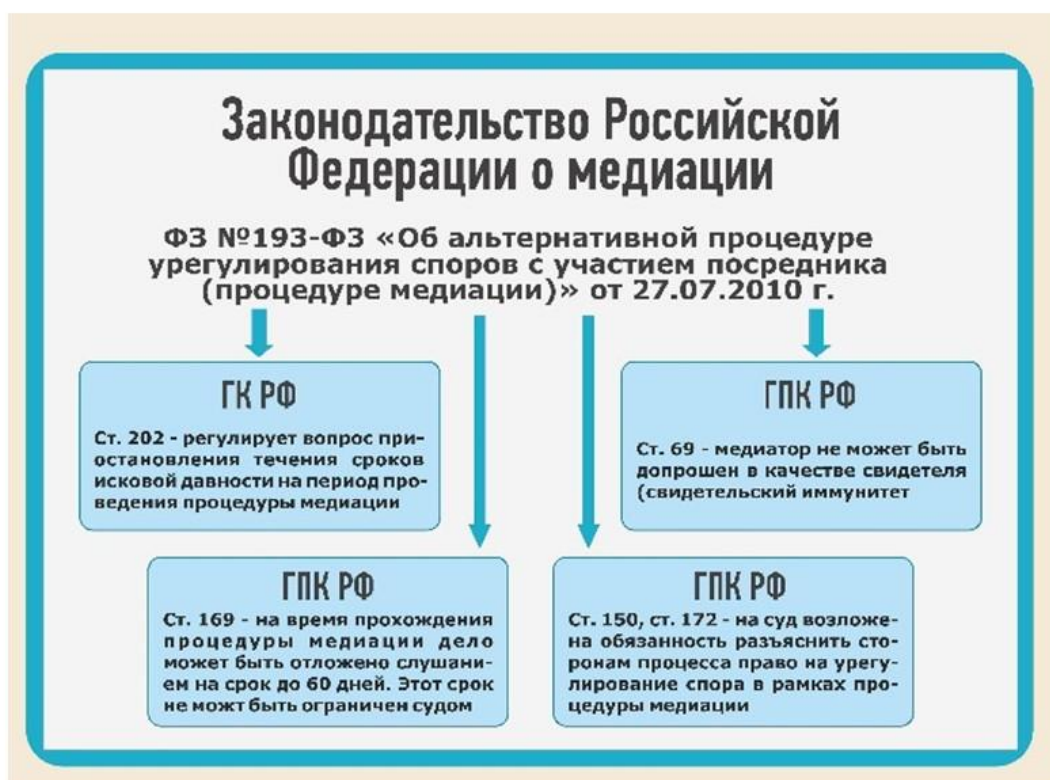 Законодательство Российской
Федерации о медиации
ФЗ №193-ФЗ «Об альтернативной процедуре
урегулирования споров с участием посредника
(процедуре медиации)» от 27.07.2010 г.
ГК РФ
Ст. 202 - регулирует вопрос при-
остановления течения сроков
исковой давности на период про-
ведения процедуры медиации
ГПК РФ
Ст. 69 - медиатор не может быть
допрошен в качестве свидетеля
(свидетельский иммунитет
ГПК РФ
Ст. 169 - на время прохождения
процедуры медиации дело
может быть отложено слушани-
ем на срок до 60 дней. Этот срок
не можт быть ограничен судом
ГПК РФ
Ст. 150, ст. 172 - на суд возложе-
на обязанность разъяснить сто-
ронам процесса право на урегу-
лирование спора в рамках про-
цедуры медиации